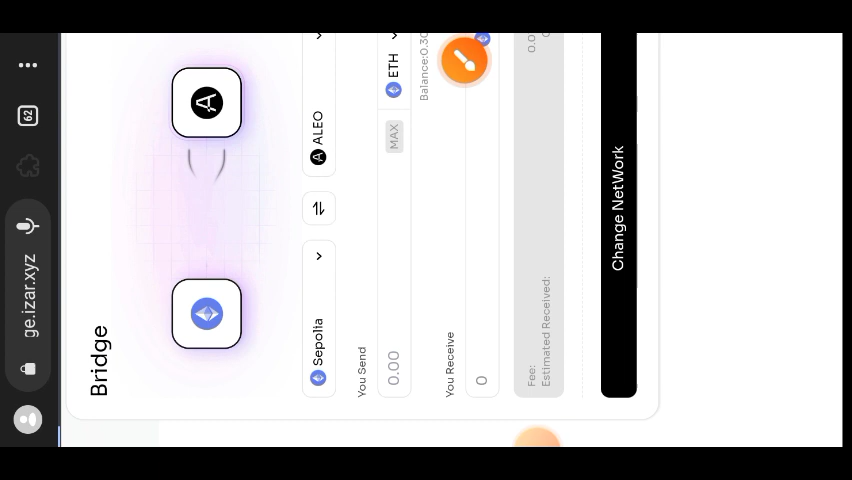 62
ge.izar.xyz
Bridge
Sepolia
ALEO
You Send
0.00
MAX
ETH
Balance:0.30
You Receive
0
Fee:
Estimated Received:
Change NetWork